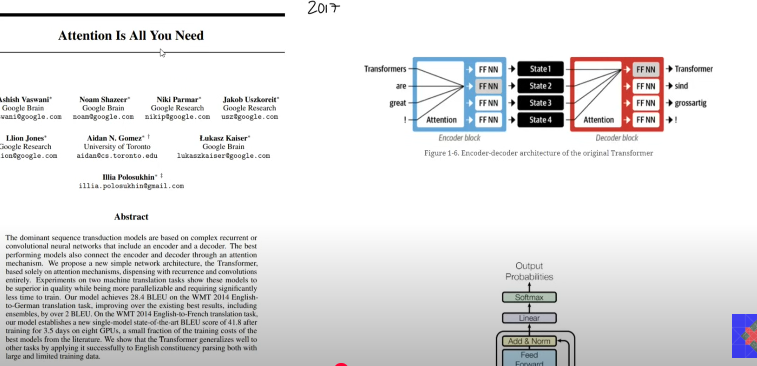 2017
Attention Is All You Need
Ashish Vaswani* Noam Shazeer* Niki Parmar* Jakob Uszkoreit*
Google Brain Google Brain Google Research Google Research
noam@google.com nikip@google.com usz@google.com
Llion Jones* Aidan N. Gomez* † Łukasz Kaiser*
Google Research University of Toronto Google Brain
aidan@cs.toronto.edu lukaszkaiser@google.com
Illia Polosukhin* ‡
illia.polosukhin@gmail.com
Abstract
The dominant sequence transduction models are based on complex recurrent or
convolutional neural networks that include an encoder and a decoder. The best
performing models also connect the encoder and decoder through an attention
mechanism. We propose a new simple network architecture, the Transformer,
based solely on attention mechanisms, dispensing with recurrence and convolutions
entirely. Experiments on two machine translation tasks show these models to
be superior in quality while being more parallelizable and requiring significantly
less time to train. Our model achieves 28.4 BLEU on the WMT 2014 English-
to-German translation task, improving over the existing best results, including
ensembles, by over 2 BLEU. On the WMT 2014 English-to-French translation task,
our model establishes a new single-model state-of-the-art BLEU score of 41.8 after
training for 3.5 days on eight GPUs, a small fraction of the training costs of the
best models from the literature. We show that the Transformer generalizes well to
other tasks by applying it successfully to English constituency parsing both with
large and limited training data.
Transformers FF NN State 1 FF NN Transformer
are FF NN State 2 FF NN sind
great FF NN State 3 FF NN grossartig
! Attention FF NN State 4 Attention FF NN !
Encoder block Decoder block
Figure 1-6. Encoder-decoder architecture of the original Transformer
Output
Probabilities
Softmax
Linear
Add & Norm
Feed
Forward